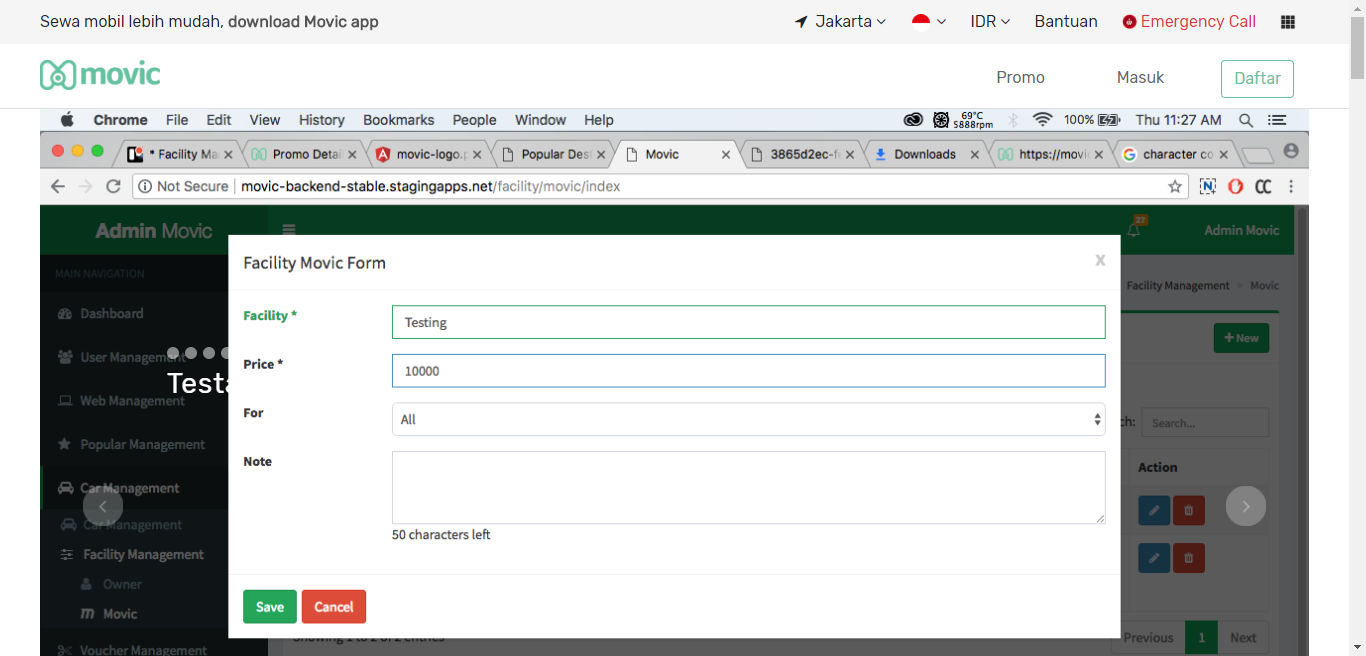 Sewa mobil lebih mudah, download Movic app
Jakarta IDR Bantuan Emergency Call
movic
Promo Masuk Daftar
Chrome File Edit View History Bookmarks People Window Help 69°C 5888rpm 100% Thu 11:27 AM
* Facility Ma Promo Detail movic-logo.p Popular Dest Movic 3865d2ec-f Downloads https://movi character co
Not Secure movic-backend-stable.stagingapps.net/facility/movic/index
Admin Movic 27 Admin Movic
Facility Movic Form x
MAIN NAVIGATION
Facility Management > Movic
Dashboard
Facility * Testing
+ New
User Management
Price * 10000
Testa
Web Management
For All
ch: Search...
Popular Management
Note
Action
Car Management
Car Management
50 characters left
Facility Management
Owner
Movic
Save Cancel
Showing 1 to 2 of 2 entries
Previous 1 Next
Voucher Management